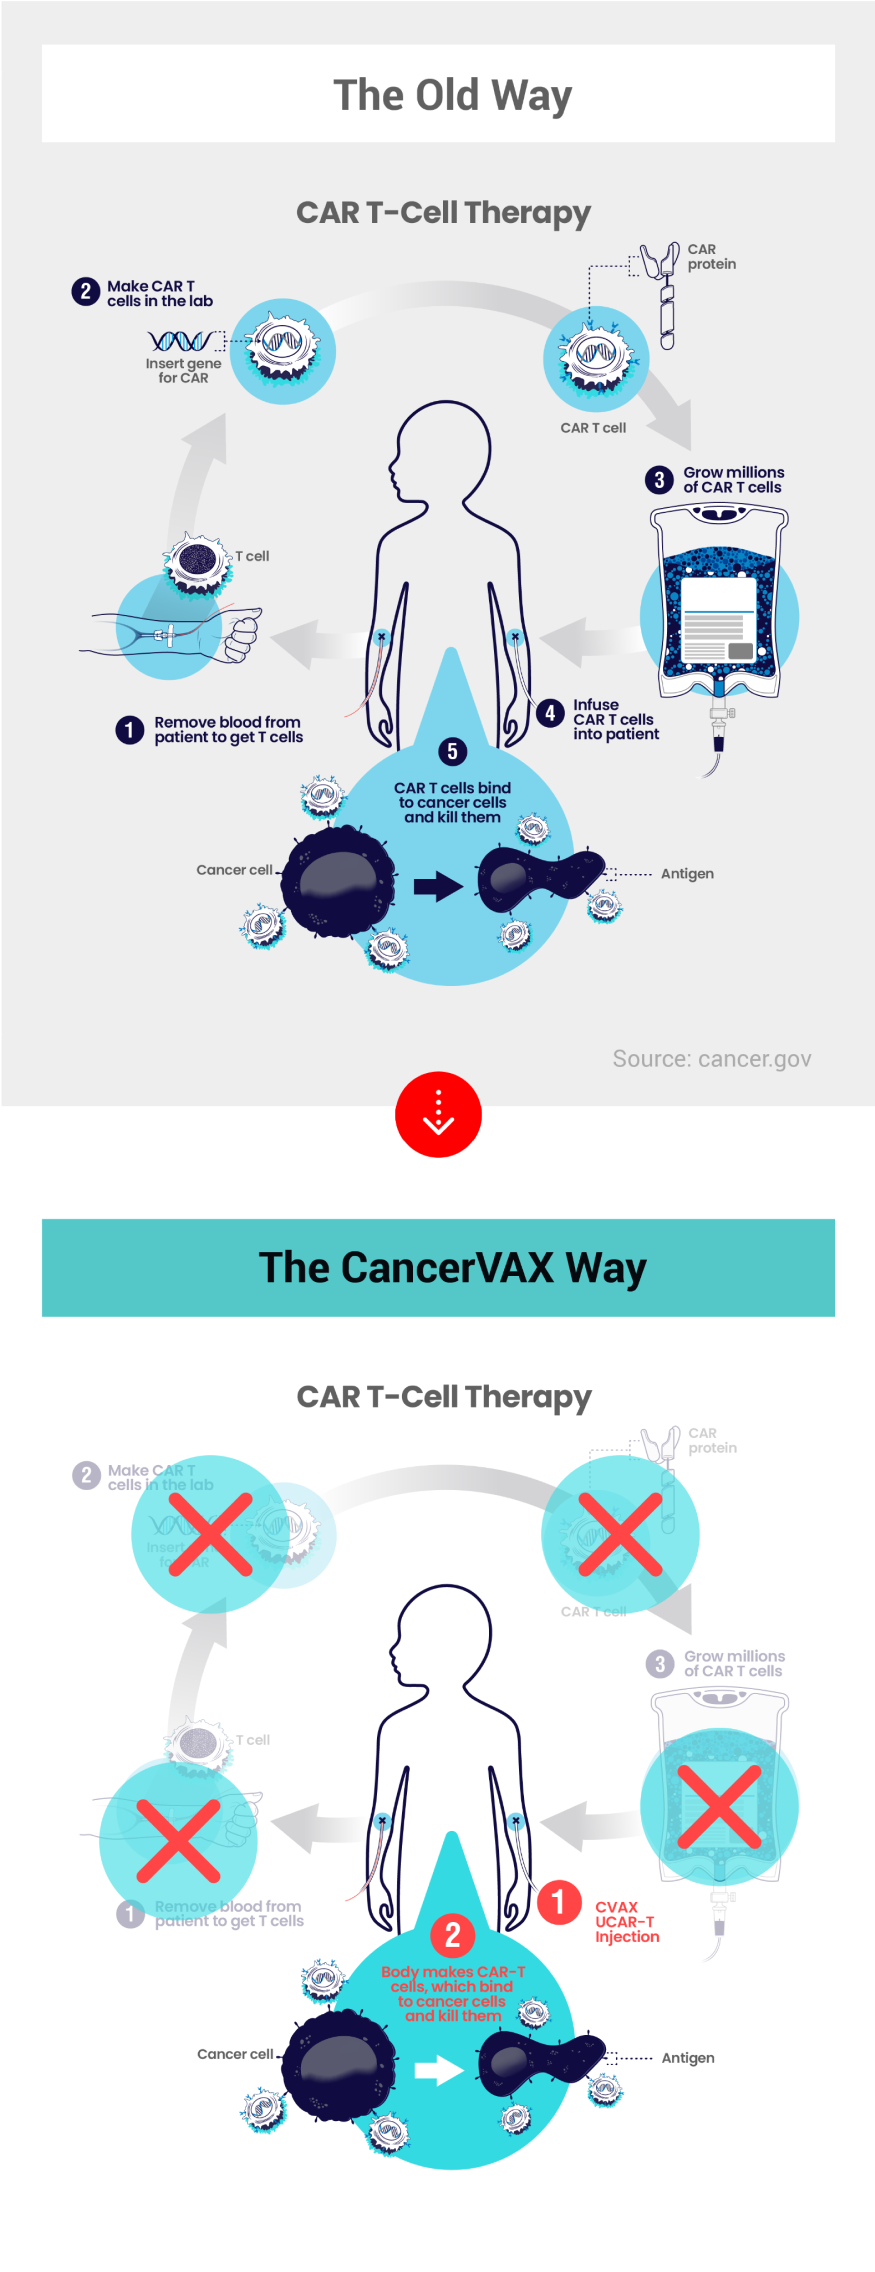 The Old Way
CAR T-Cell Therapy
CAR
protein
2 Make CAR T
cells in the lab
Insert gene
for CAR
CAR T cell
3 Grow millions
of CAR T cells
T cell
1 Remove blood from
patient to get T cells
4 Infuse
CAR T cells
into patient
5
CAR T cells bind
to cancer cells
and kill them
Cancer cell
Antigen
Source: cancer.gov
The CancerVAX Way
CAR T-Cell Therapy
CAR
protein
2 Make CAR T
cells in the lab
Insert
for CAR
CAR T cell
3 Grow millions
of CAR T cells
T cell
1 Remove blood from
patient to get T cells
1 CVAX
UCAR-T
Injection
2
Body makes CAR-T
cells, which bind
to cancer cells
and kill them
Cancer cell
Antigen